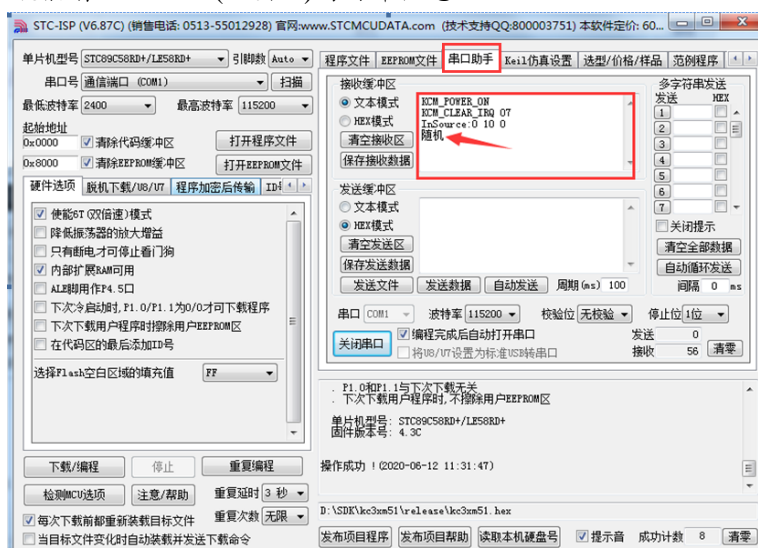 STC-ISP (V6.87C) (销售电话: 0513-55012928) 官网:www.STCMCUDATA.com (技术支持QQ:800003751) 本软件定价: 60...
单片机型号 STC89C58RD+/LE58RD+ 引脚数 Auto
串口号 通信端口 (COM1) 扫描
最低波特率 2400 最高波特率 115200
起始地址
0x0000 清除代码缓冲区 打开程序文件
0x8000 清除EEPROM缓冲区 打开EEPROM文件
硬件选项 脱机下载/U8/U7 程序加密后传输
使能6T(双倍速)模式
降低振荡器的放大增益
只有断电才可停止看门狗
内部扩展RAM可用
ALE脚用作P4.5口
下次冷启动时,P1.0/P1.1为0/0才可下载程序
下次下载用户程序时擦除用户EEPROM区
在代码区的最后添加ID号
选择Flash空白区域的填充值 FF
下载/编程 停止 重复编程
检测MCU选项 注意/帮助 重复延时 3 秒
每次下载前都重新装载目标文件 重复次数 无限
当目标文件变化时自动装载并发送下载命令
程序文件 EEPROM文件 串口助手 Keil仿真设置 选型/价格/样品 范例程序
接收缓冲区
文本模式
HEX模式
清空接收区
保存接收数据
KCM_POWER_ON
KCM_CLEAR_IRQ 07
InSource:0 10 0
随机
多字符串发送
发送 HEX
1
2
3
4
5
6
7
关闭提示
清空全部数据
自动循环发送
间隔 0 ms
发送缓冲区
文本模式
HEX模式
清空发送区
保存发送数据
发送文件 发送数据 自动发送 周期(ms) 100
串口 COM1 波特率 115200 校验位 无校验 停止位 1位
关闭串口 编程完成后自动打开串口 发送 0
将U8/U7设置为标准USB转串口 接收 56 清零
. P1.0和P1.1与下次下载无关
. 下次下载用户程序时,不擦除用户EEPROM区
单片机型号: STC89C58RD+/LE58RD+
固件版本号: 4.3C
操作成功 !(2020-06-12 11:31:47)
D:\SDK\kc3xm51\release\kc3xm51.hex
发布项目程序 发布项目帮助 读取本机硬盘号 提示音 成功计数 8 清零